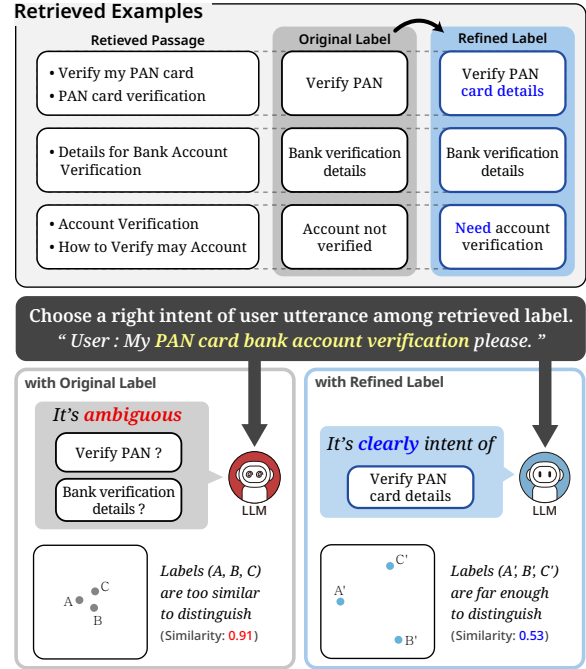 Retrieved Examples
Retieved Passage
Original Label
Refined Label
• Verify my PAN card
• PAN card verification
Verify PAN
Verify PAN
card details
• Details for Bank Account
Verification
Bank verification
details
Bank verification
details
• Account Verification
• How to Verify may Account
Account not
verified
Need account
verification
Choose a right intent of user utterance among retrieved label.
“ User : My PAN card bank account verification please. ”
with Original Label
It's ambiguous
Verify PAN ?
Bank verification
details ?
LLM
A
C
B
Labels (A, B, C)
are too similar
to distinguish
(Similarity: 0.91)
with Refined Label
It's clearly intent of
Verify PAN
card details
LLM
C'
A'
B'
Labels (A', B', C')
are far enough
to distinguish
(Similarity: 0.53)